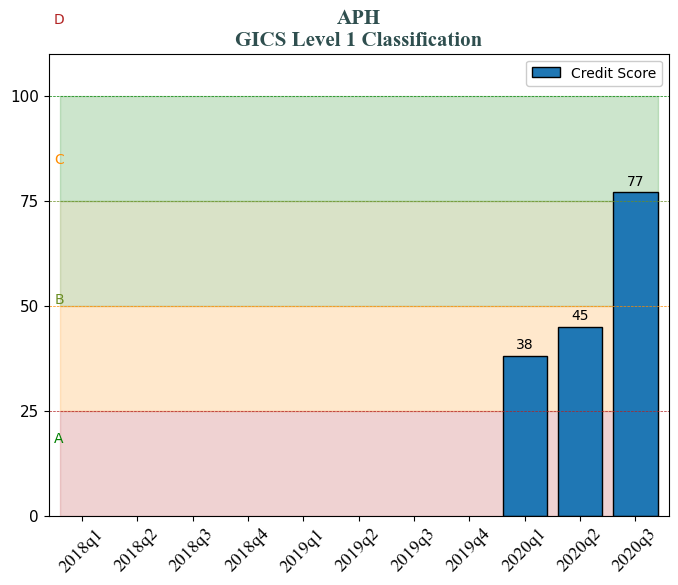 D
APH
GICS Level 1 Classification
Credit Score
100
C
77
75
B
50
45
38
25
A
0
2018q1
2018q2
2018q3
2018q4
2019q1
2019q2
2019q3
2019q4
2020q1
2020q2
2020q3